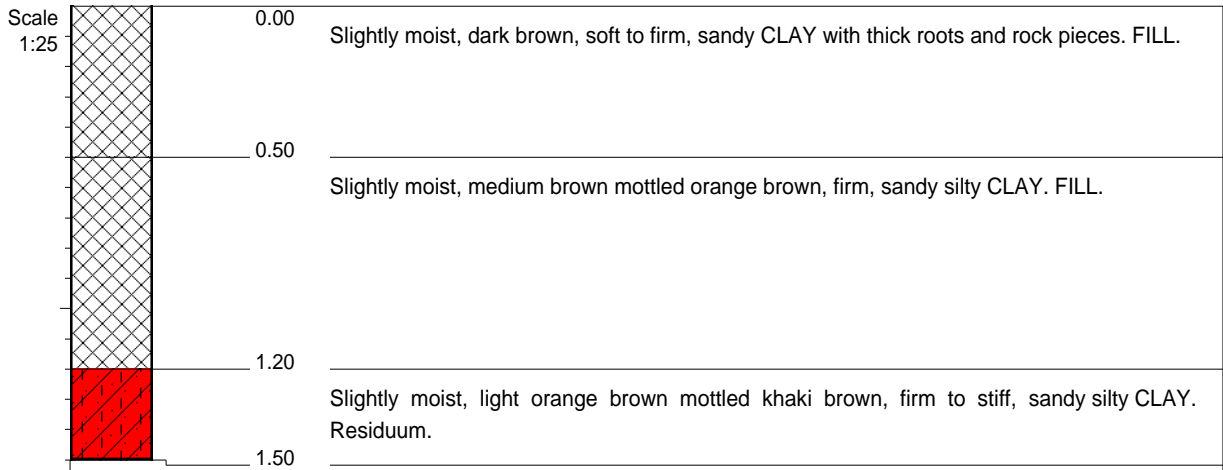 Scale
1:25
0.00
Slightly moist, dark brown, soft to firm, sandy CLAY with thick roots and rock pieces. FILL.
0.50
Slightly moist, medium brown mottled orange brown, firm, sandy silty CLAY. FILL.
1.20
Slightly moist, light orange brown mottled khaki brown, firm to stiff, sandy silty CLAY.
Residuum.
1.50